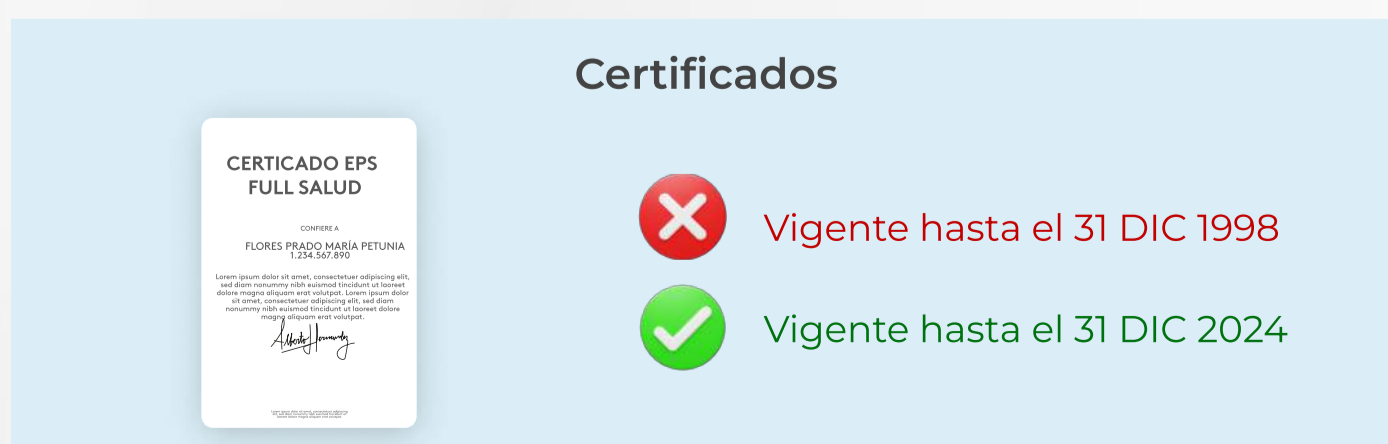 Certificados
CERTICADO EPS
FULL SALUD
CONFIERE A
FLORES PRADO MARÍA PETUNIA
1.234.567.890
Lorem ipsum dolor sit amet, consectetuer adipiscing elit,
sed diam nonummy nibh euismod tincidunt ut laoreet
dolore magna aliquam erat volutpat. Lorem ipsum dolor
sit amet, consectetuer adipiscing elit, sed diam
nonummy nibh euismod tincidunt ut laoreet dolore
magna aliquam erat volutpat.
Alberto Hernandez
Vigente hasta el 31 DIC 1998
Vigente hasta el 31 DIC 2024